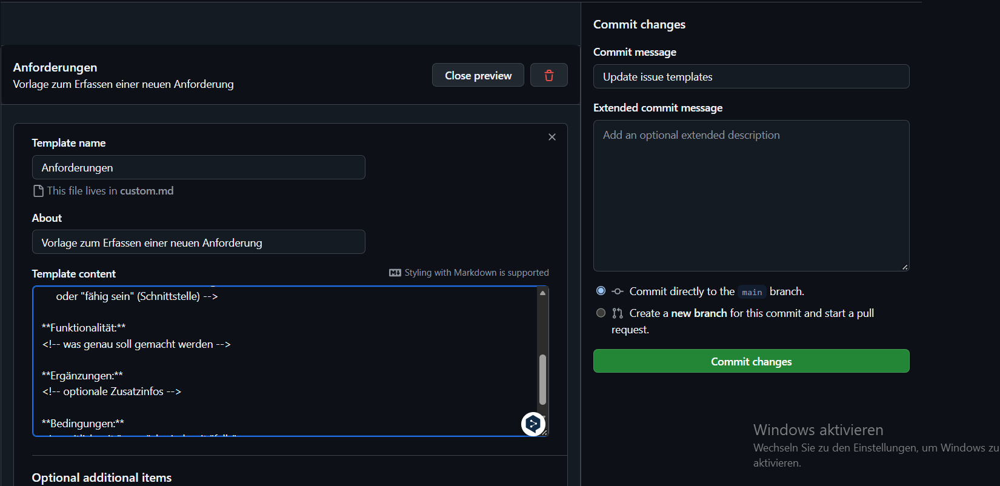 Anforderungen
Vorlage zum Erfassen einer neuen Anforderung
Close preview
Template name
Anforderungen
This file lives in custom.md
About
Vorlage zum Erfassen einer neuen Anforderung
Template content
Styling with Markdown is supported
oder "fähig sein" (Schnittstelle) -->
**Funktionalität:**
<!-- was genau soll gemacht werden -->
**Ergänzungen:**
<!-- optionale Zusatzinfos -->
**Bedingungen:**
Optional additional items
Commit changes
Commit message
Update issue templates
Extended commit message
Add an optional extended description
Commit directly to the main branch.
Create a new branch for this commit and start a pull
request.
Commit changes
Windows aktivieren
Wechseln Sie zu den Einstellungen, um Windows zu
aktivieren.